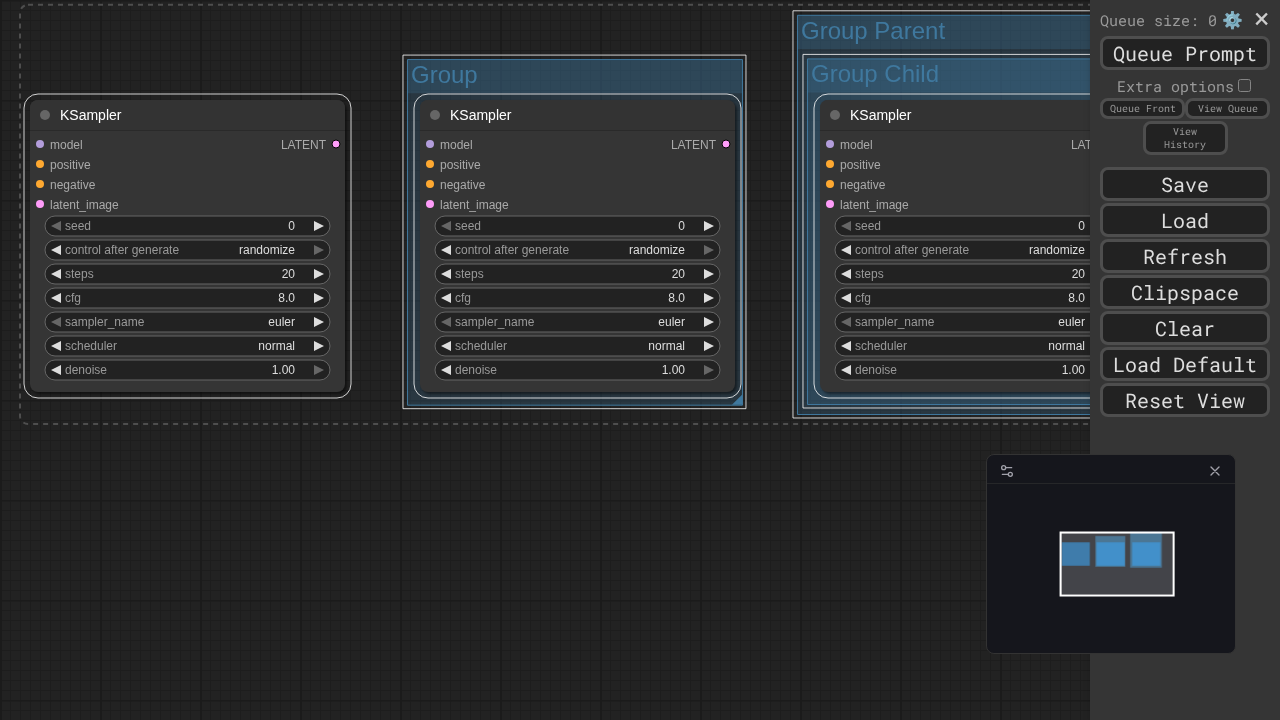 KSampler
model LATENT
positive
negative
latent_image
seed 0
control after generate randomize
steps 20
cfg 8.0
sampler_name euler
scheduler normal
denoise 1.00
Group
KSampler
model LATENT
positive
negative
latent_image
seed 0
control after generate randomize
steps 20
cfg 8.0
sampler_name euler
scheduler normal
denoise 1.00
Group Parent
Group Child
KSampler
model LAT
positive
negative
latent_image
seed 0
control after generate randomize
steps 20
cfg 8.0
sampler_name euler
scheduler normal
denoise 1.00
Queue size: 0
Queue Prompt
Extra options
Queue Front View Queue
View
History
Save
Load
Refresh
Clipspace
Clear
Load Default
Reset View